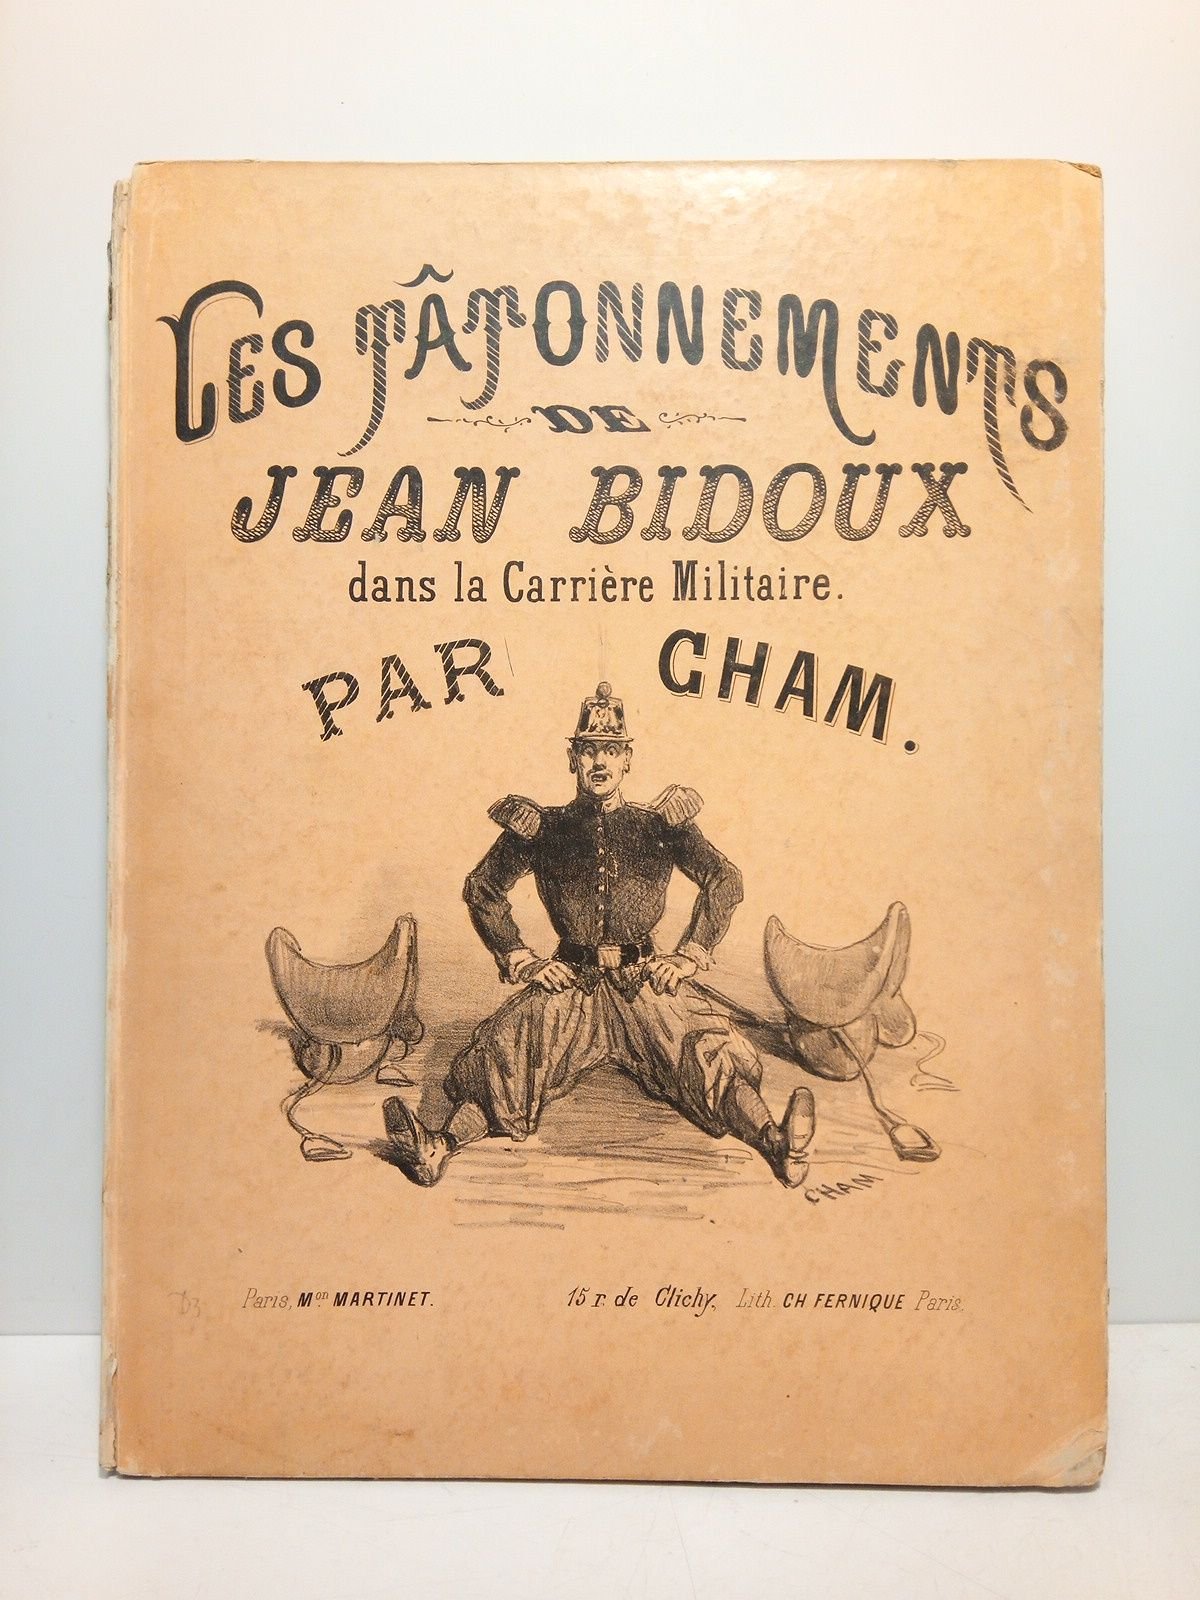 LES TÂTONNEMENTS
DE
JEAN BIDOUX
dans la Carrière Militaire.
PAR CHAM.
CHAM
Paris, Mon MARTINET. 15 r. de Clichy, Lith. CH FERNIQUE Paris.